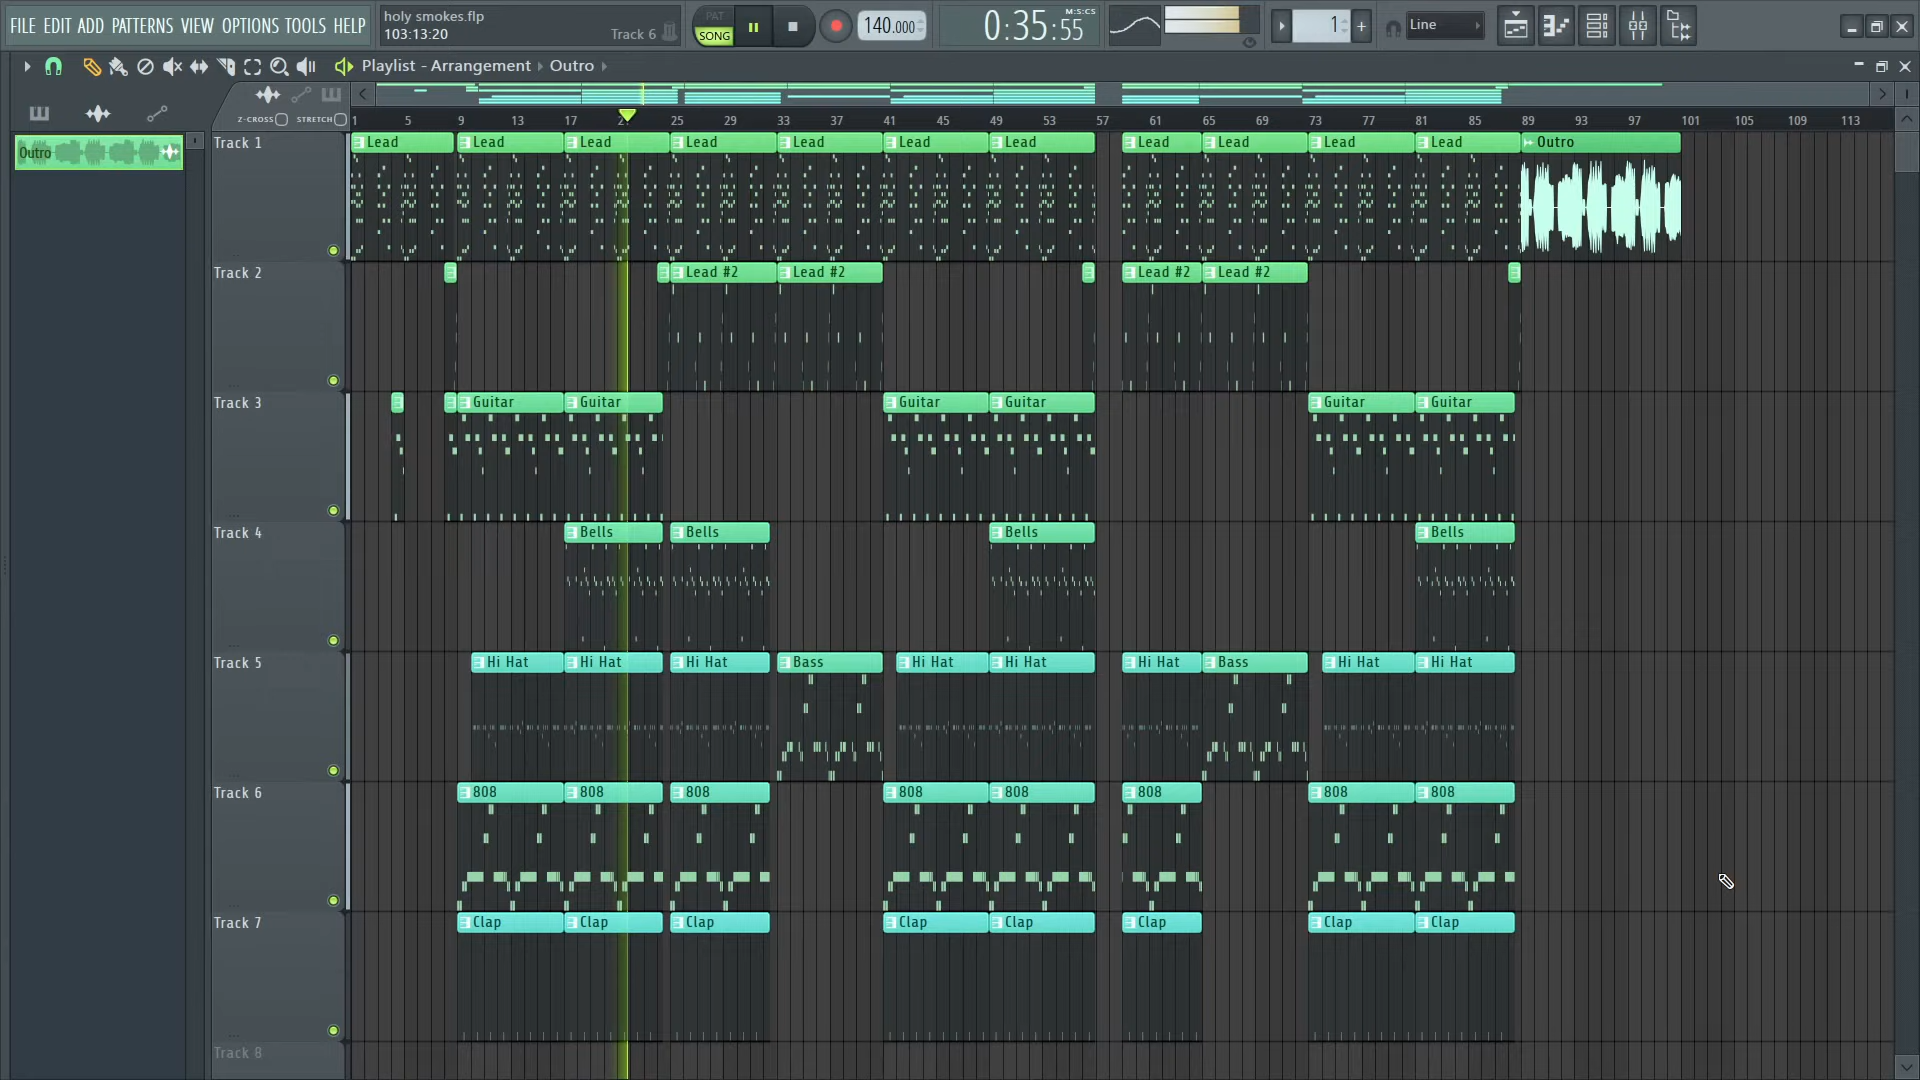 FILE EDIT ADD PATTERNS VIEW OPTIONS TOOLS HELP
holy smokes.flp
103:13:20
Track 6
PAT
SONG
140.000
0:35:55
M:S:CS
1
Line
Playlist - Arrangement Outro
Z-CROSS STRETCH
1 5 9 13 17 21 25 29 33 37 41 45 49 53 57 61 65 69 73 77 81 85 89 93 97 101 105 109 113
Outro
Track 1
Lead Lead Lead Lead Lead Lead Lead Lead Lead Lead Lead Outro
Track 2
Lead #2 Lead #2 Lead #2 Lead #2
Track 3
Guitar Guitar Guitar Guitar Guitar Guitar
Track 4
Bells Bells Bells Bells
Track 5
Hi Hat Hi Hat Hi Hat Bass Hi Hat Hi Hat Hi Hat Bass Hi Hat Hi Hat
Track 6
808 808 808 808 808 808 808 808
Track 7
Clap Clap Clap Clap Clap Clap Clap Clap
Track 8